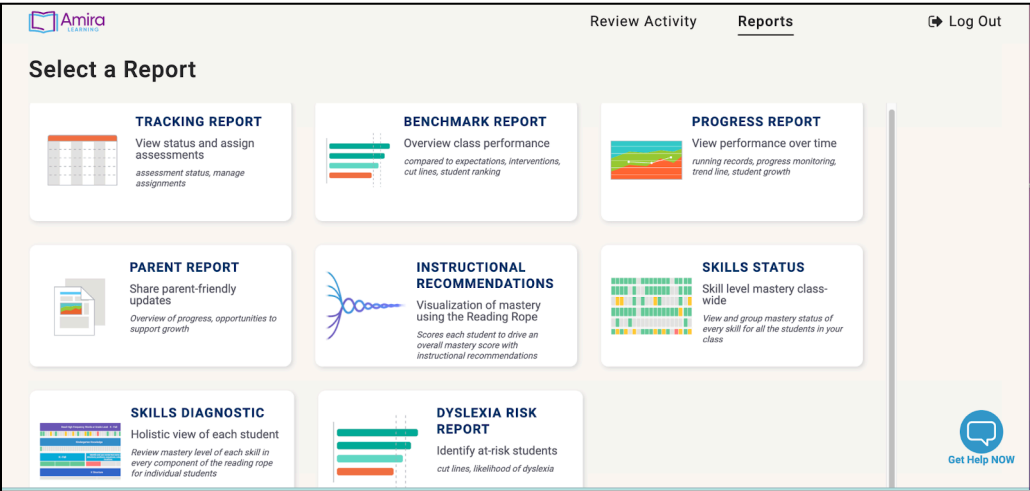 Amira
LEARNING
Review Activity
Reports
Log Out
Select a Report
TRACKING REPORT
View status and assign
assessments
assessment status, manage
assignments
BENCHMARK REPORT
Overview class performance
compared to expectations, interventions,
cut lines, student ranking
PROGRESS REPORT
View performance over time
running records, progress monitoring,
trend line, student growth
PARENT REPORT
Share parent-friendly
updates
Overview of progress, opportunities to
support growth
INSTRUCTIONAL
RECOMMENDATIONS
Visualization of mastery
using the Reading Rope
Scores each student to drive an
overall mastery score with
instructional recommendations
SKILLS STATUS
Skill level mastery class-
wide
View and group mastery status of
every skill for all the students in your
class
SKILLS DIAGNOSTIC
Holistic view of each student
Review mastery level of each skill in
every component of the reading rope
for individual students
DYSLEXIA RISK
REPORT
Identify at-risk students
cut lines, likelihood of dyslexia
Get Help NOW